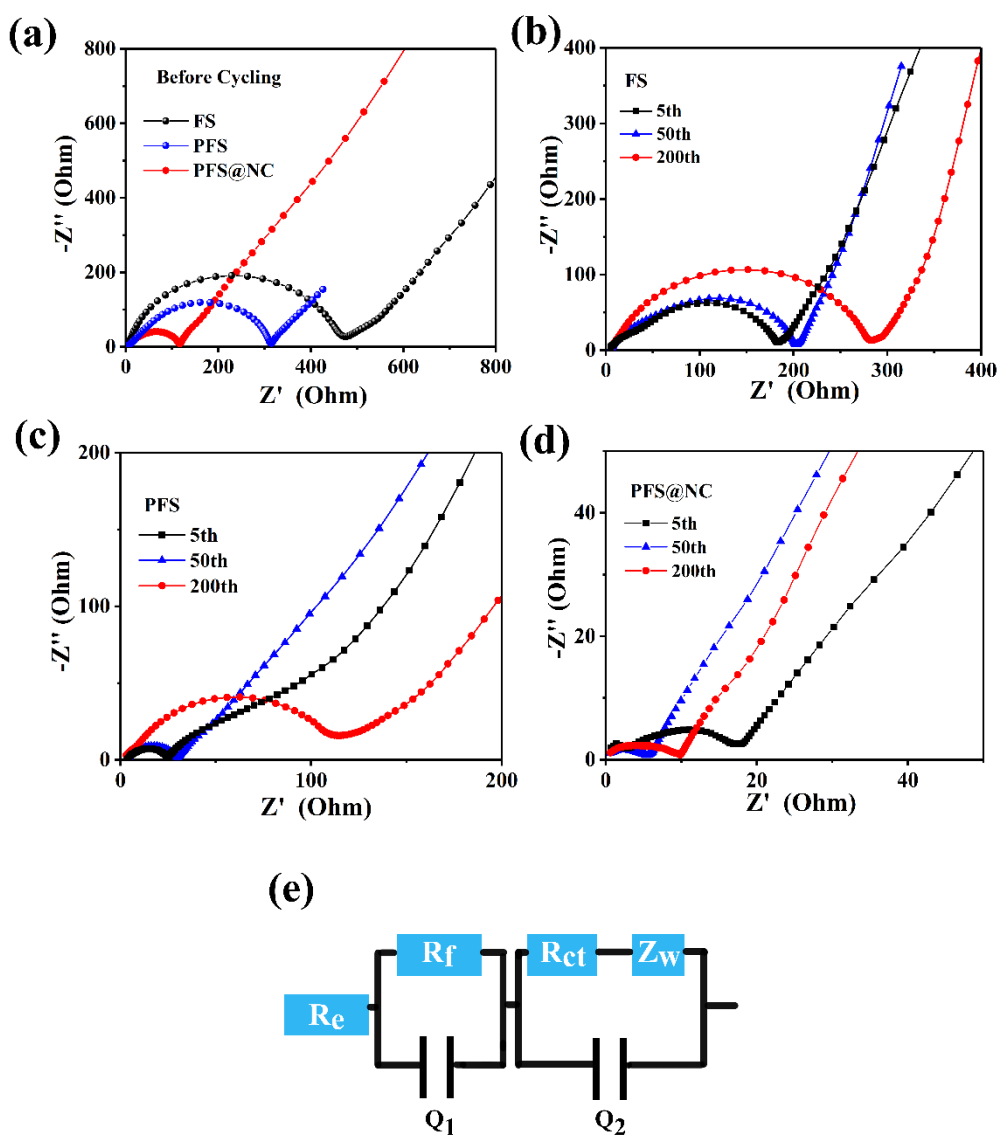 (a)
800
600
400
200
0
-Z'' (Ohm)
Before Cycling
FS
PFS
PFS@NC
0 200 400 600 800
Z' (Ohm)
(b)
400
300
200
100
0
-Z'' (Ohm)
FS
5th
50th
200th
0 100 200 300 400
Z' (Ohm)
(c)
200
100
0
-Z'' (Ohm)
PFS
5th
50th
200th
0 100 200
Z' (Ohm)
(d)
40
20
0
-Z'' (Ohm)
PFS@NC
5th
50th
200th
0 20 40
Z' (Ohm)
(e)
Rf Rct Zw
Re
Q1 Q2